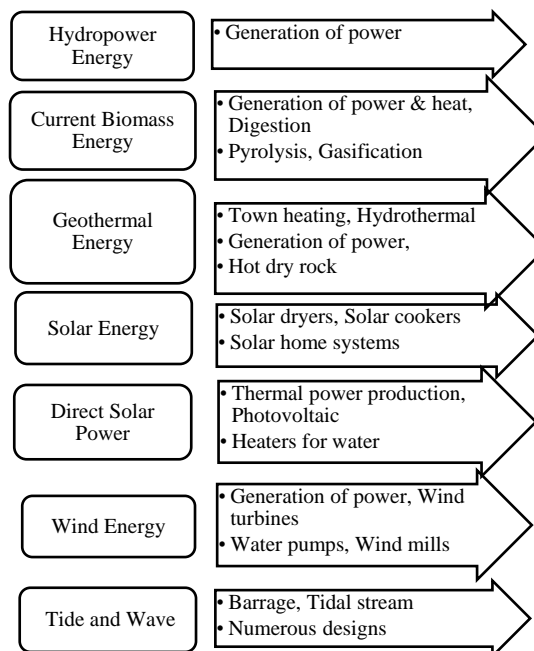 Hydropower
Energy
• Generation of power
Current Biomass
Energy
• Generation of power & heat,
Digestion
• Pyrolysis, Gasification
Geothermal
Energy
• Town heating, Hydrothermal
• Generation of power,
• Hot dry rock
Solar Energy
• Solar dryers, Solar cookers
• Solar home systems
Direct Solar
Power
• Thermal power production,
Photovoltaic
• Heaters for water
Wind Energy
• Generation of power, Wind
turbines
• Water pumps, Wind mills
Tide and Wave
• Barrage, Tidal stream
• Numerous designs